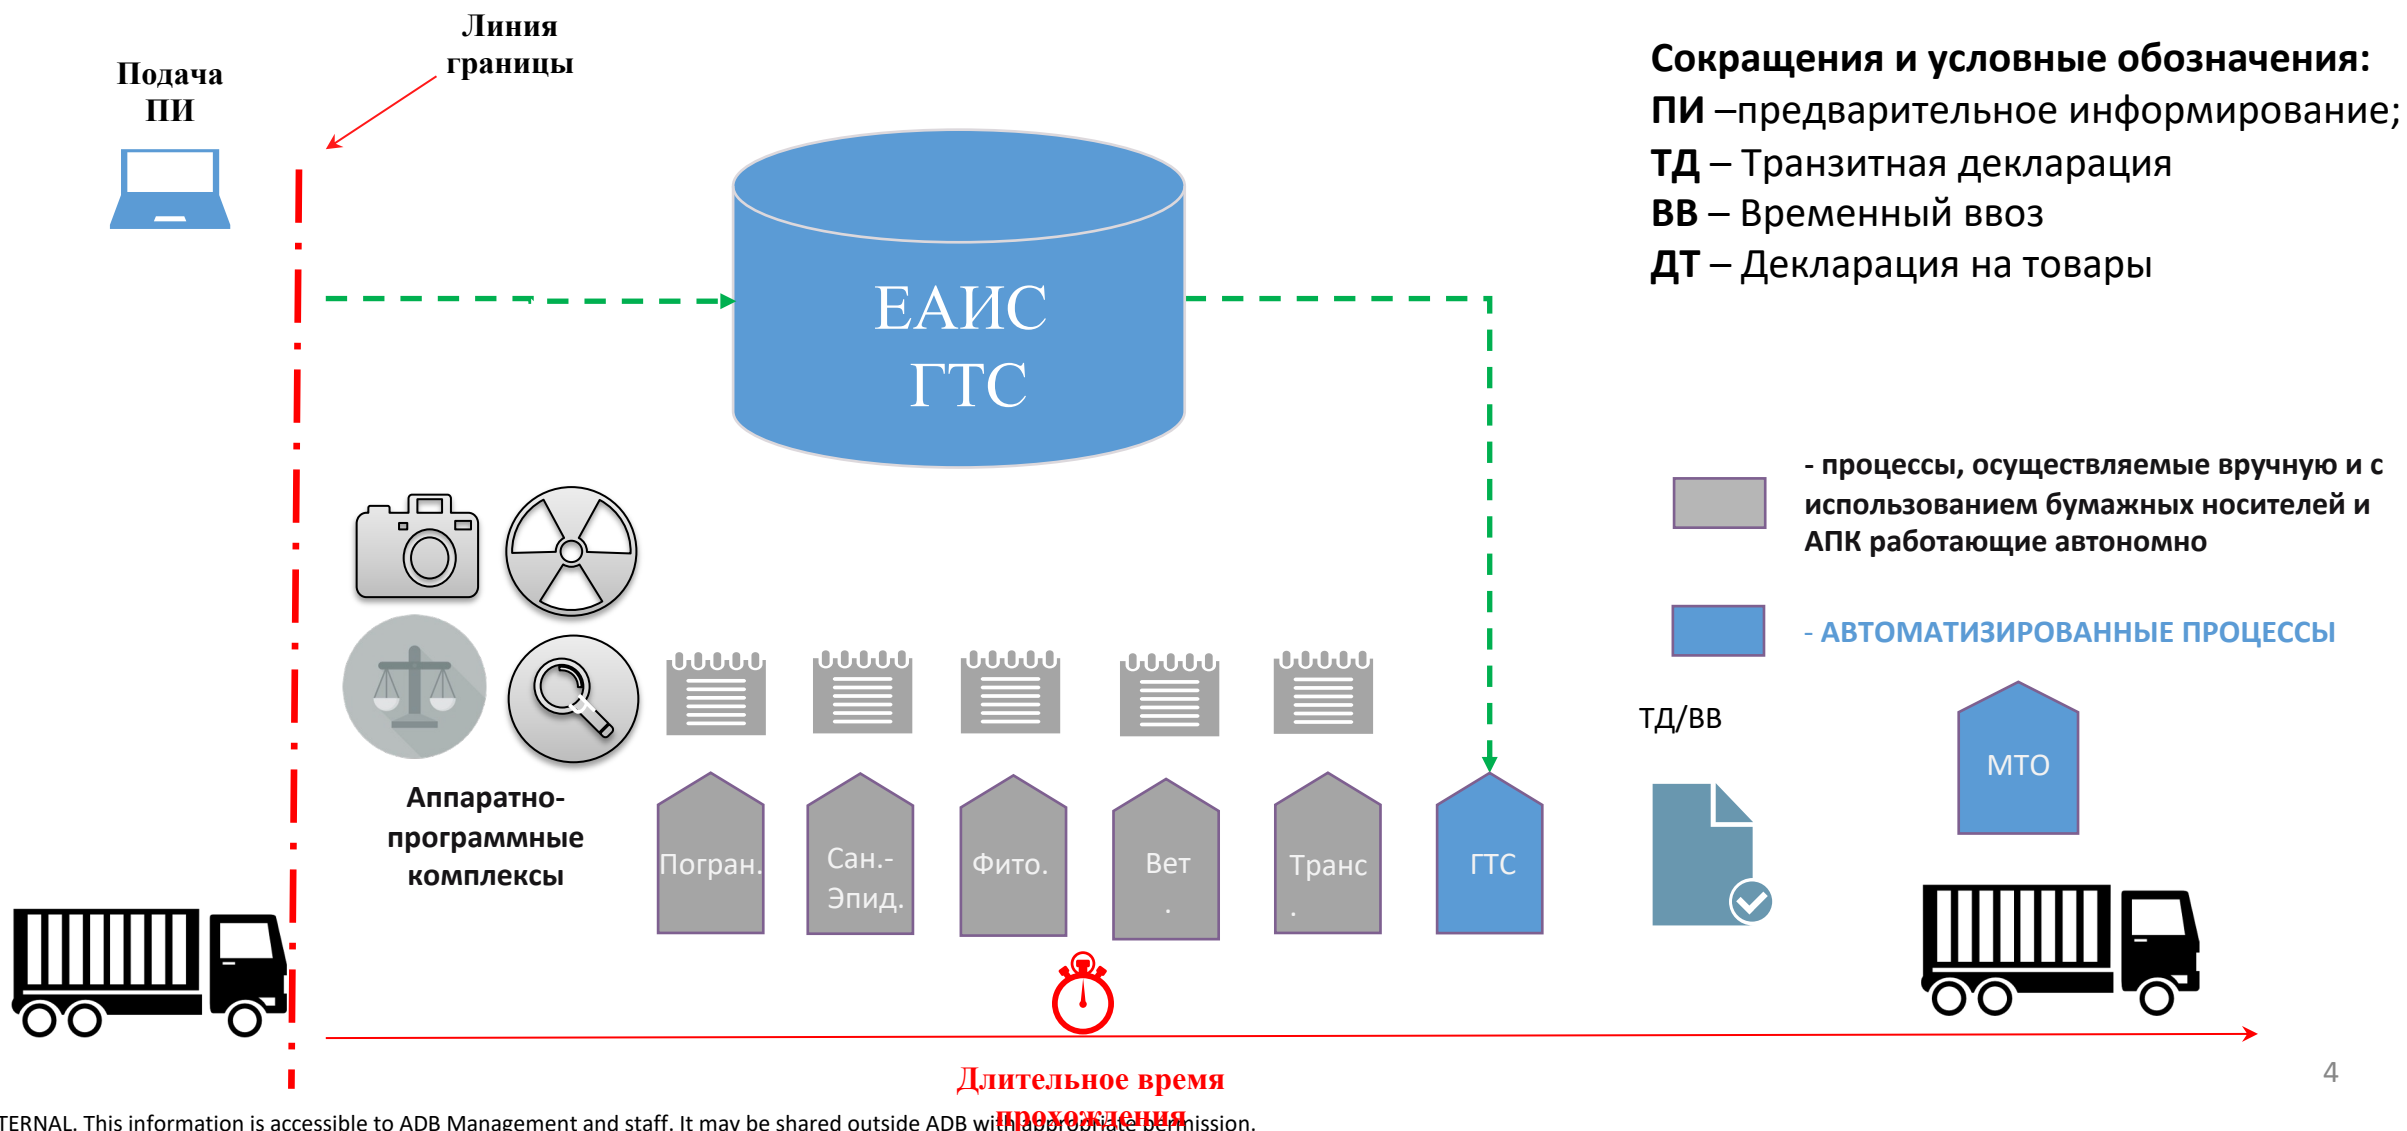 Линия
границы
Подача
ПИ
Сокращения и условные обозначения:
ПИ –предварительное информирование;
ТД – Транзитная декларация
ВВ – Временный ввоз
ДТ – Декларация на товары
ЕАИС
ГТС
- процессы, осуществляемые вручную и с
использованием бумажных носителей и
АПК работающие автономно
- АВТОМАТИЗИРОВАННЫЕ ПРОЦЕССЫ
ТД/ВВ
МТО
Аппаратно-
программные
комплексы
Погран.
Сан.-
Эпид.
Фито.
Вет
.
Транс
.
ГТС
Длительное время
прохождения
4
TERNAL. This information is accessible to ADB Management and staff. It may be shared outside ADB with appropriate permission.